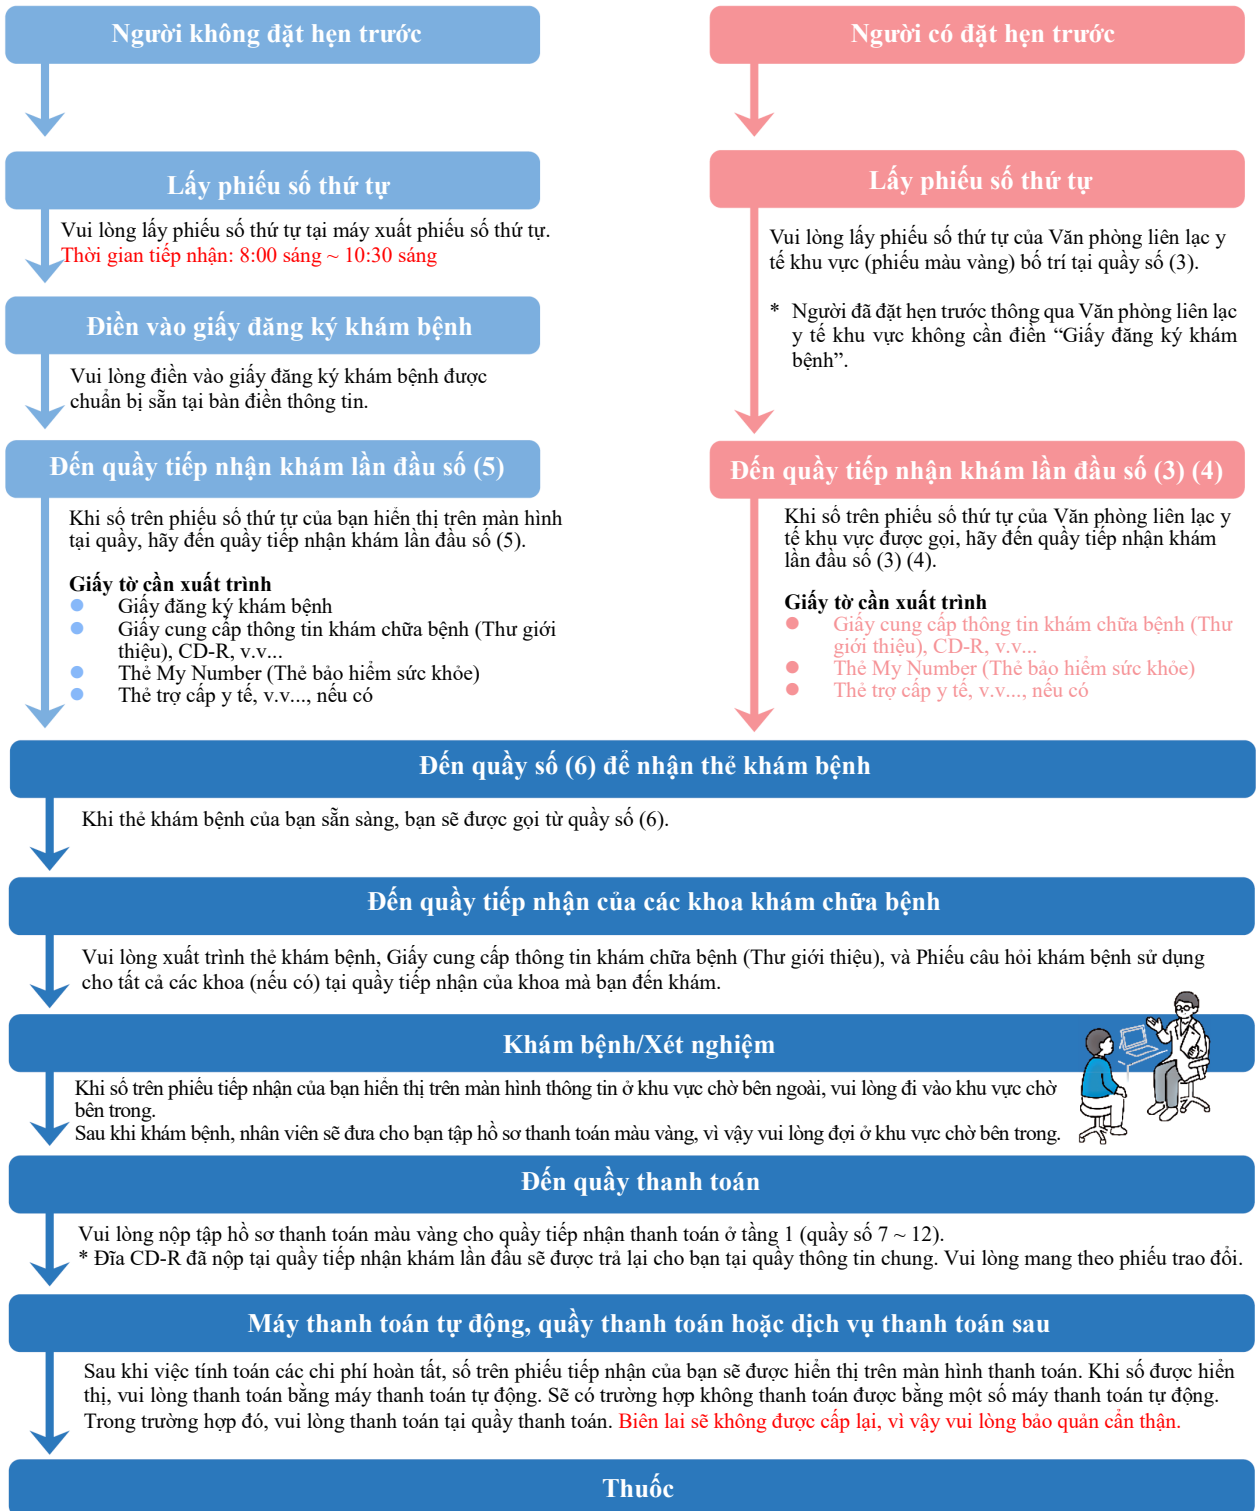 Người không đặt hẹn trước
Lấy phiếu số thứ tự
Vui lòng lấy phiếu số thứ tự tại máy xuất phiếu số thứ tự.
Thời gian tiếp nhận: 8:00 sáng ~ 10:30 sáng
Điền vào giấy đăng ký khám bệnh
Vui lòng điền vào giấy đăng ký khám bệnh được
chuẩn bị sẵn tại bàn điền thông tin.
Đến quầy tiếp nhận khám lần đầu số (5)
Khi số trên phiếu số thứ tự của bạn hiển thị trên màn hình
tại quầy, hãy đến quầy tiếp nhận khám lần đầu số (5).
Giấy tờ cần xuất trình
● Giấy đăng ký khám bệnh
● Giấy cung cấp thông tin khám chữa bệnh (Thư giới
thiệu), CD-R, v.v...
● Thẻ My Number (Thẻ bảo hiểm sức khỏe)
● Thẻ trợ cấp y tế, v.v..., nếu có
Người có đặt hẹn trước
Lấy phiếu số thứ tự
Vui lòng lấy phiếu số thứ tự của Văn phòng liên lạc y
tế khu vực (phiếu màu vàng) bố trí tại quầy số (3).
* Người đã đặt hẹn trước thông qua Văn phòng liên lạc
y tế khu vực không cần điền “Giấy đăng ký khám
bệnh”.
Đến quầy tiếp nhận khám lần đầu số (3) (4)
Khi số trên phiếu số thứ tự của Văn phòng liên lạc y
tế khu vực được gọi, hãy đến quầy tiếp nhận khám
lần đầu số (3) (4).
Giấy tờ cần xuất trình
● Giấy cung cấp thông tin khám chữa bệnh (Thư
giới thiệu), CD-R, v.v...
● Thẻ My Number (Thẻ bảo hiểm sức khỏe)
● Thẻ trợ cấp y tế, v.v..., nếu có
Đến quầy số (6) để nhận thẻ khám bệnh
Khi thẻ khám bệnh của bạn sẵn sàng, bạn sẽ được gọi từ quầy số (6).
Đến quầy tiếp nhận của các khoa khám chữa bệnh
Vui lòng xuất trình thẻ khám bệnh, Giấy cung cấp thông tin khám chữa bệnh (Thư giới thiệu), và Phiếu câu hỏi khám bệnh sử dụng
cho tất cả các khoa (nếu có) tại quầy tiếp nhận của khoa mà bạn đến khám.
Khám bệnh/Xét nghiệm
Khi số trên phiếu tiếp nhận của bạn hiển thị trên màn hình thông tin ở khu vực chờ bên ngoài, vui lòng đi vào khu vực chờ
bên trong.
Sau khi khám bệnh, nhân viên sẽ đưa cho bạn tập hồ sơ thanh toán màu vàng, vì vậy vui lòng đợi ở khu vực chờ bên trong.
Đến quầy thanh toán
Vui lòng nộp tập hồ sơ thanh toán màu vàng cho quầy tiếp nhận thanh toán ở tầng 1 (quầy số 7 ~ 12).
* Đĩa CD-R đã nộp tại quầy tiếp nhận khám lần đầu sẽ được trả lại cho bạn tại quầy thông tin chung. Vui lòng mang theo phiếu trao đổi.
Máy thanh toán tự động, quầy thanh toán hoặc dịch vụ thanh toán sau
Sau khi việc tính toán các chi phí hoàn tất, số trên phiếu tiếp nhận của bạn sẽ được hiển thị trên màn hình thanh toán. Khi số được hiển
thị, vui lòng thanh toán bằng máy thanh toán tự động. Sẽ có trường hợp không thanh toán được bằng một số máy thanh toán tự động.
Trong trường hợp đó, vui lòng thanh toán tại quầy thanh toán. Biên lai sẽ không được cấp lại, vì vậy vui lòng bảo quản cẩn thận.
Thuốc